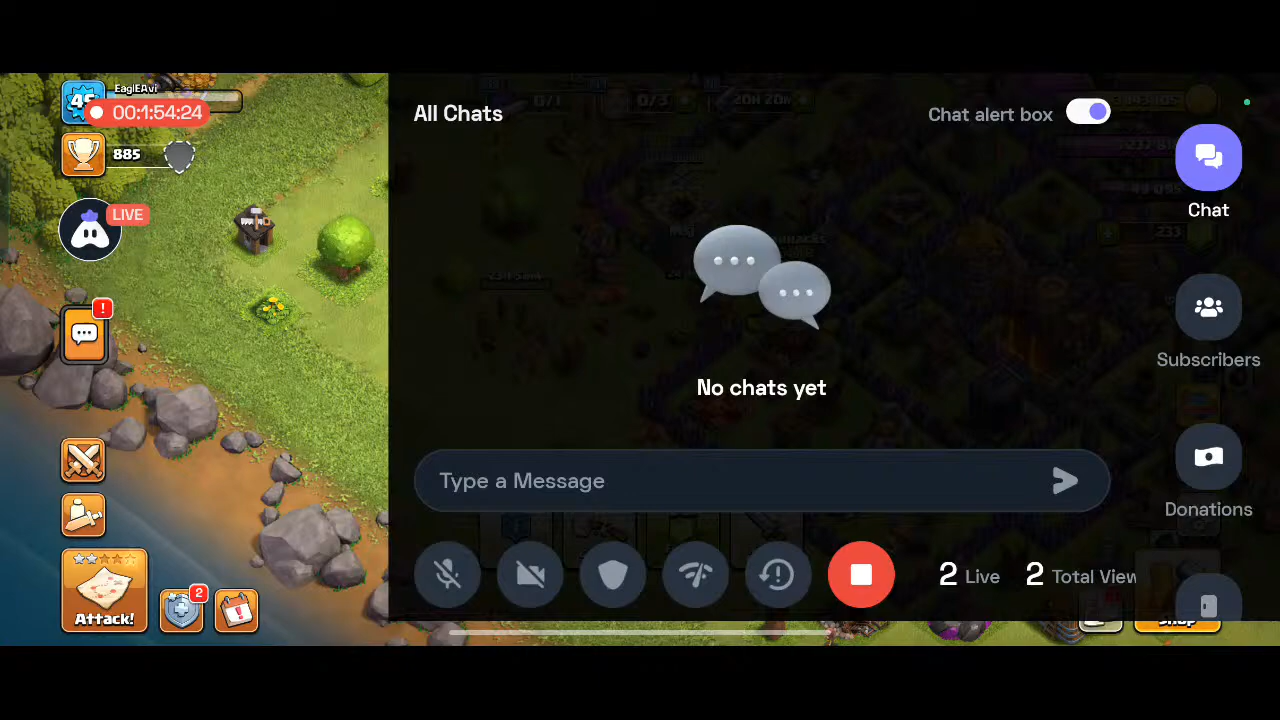 EaglEAvi
00:1:54:24
885
LIVE
!
Attack!
2
!
All Chats
Chat alert box
Chat
No chats yet
Subscribers
Type a Message
Donations
2 Live
2 Total View